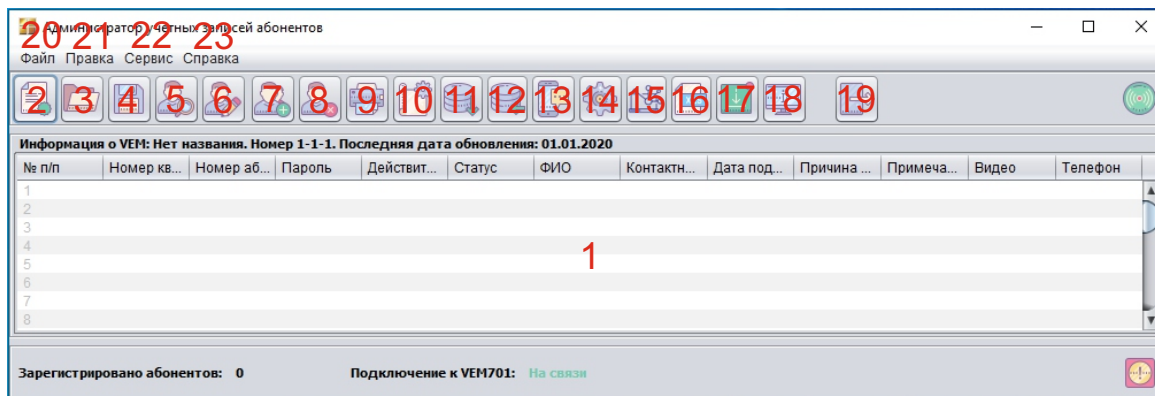 Администратор учётных записей абонентов
20 21 22 23
Файл Правка Сервис Справка
2 3 4 5 6 7 8 9 10 11 12 13 14 15 16 17 18 19
Информация о VEM: Нет названия. Номер 1-1-1. Последняя дата обновления: 01.01.2020
№ п/п Номер кв... Номер аб... Пароль Действит... Статус ФИО Контактн... Дата под... Причина ... Примеча... Видео Телефон
1
2
3
4
1
5
6
7
8
Зарегистрировано абонентов: 0 Подключение к VEM701: На связи